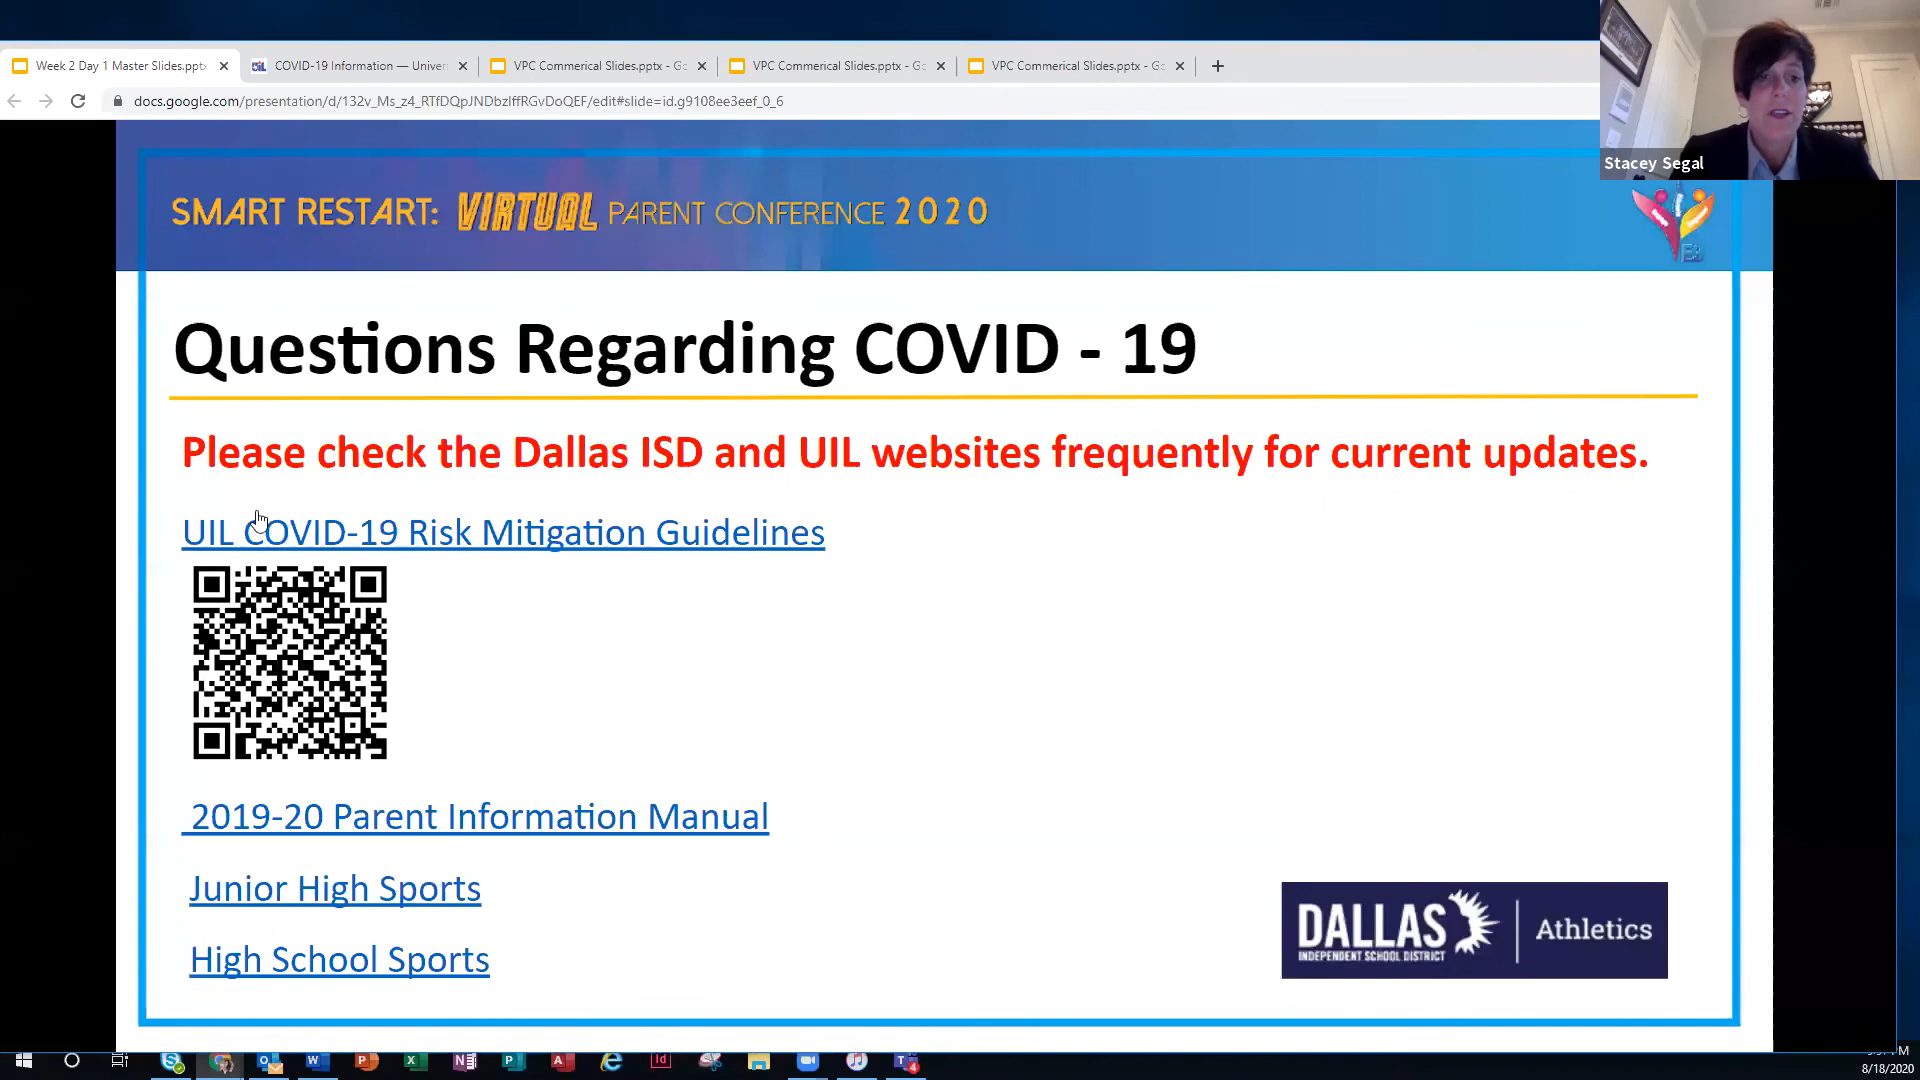 Week 2 Day 1 Master Slides.pptx
COVID-19 Information — Univer
VPC Commerical Slides.pptx - Go
VPC Commerical Slides.pptx - Go
VPC Commerical Slides.pptx - Go
docs.google.com/presentation/d/132v_Ms_z4_RTfDQpJNDbzIffRGvDoQEF/edit#slide=id.g9108ee3eef_0_6
Stacey Segal
SMART RESTART: VIRTUAL PARENT CONFERENCE 2020
Questions Regarding COVID - 19
Please check the Dallas ISD and UIL websites frequently for current updates.
UIL COVID-19 Risk Mitigation Guidelines
2019-20 Parent Information Manual
Junior High Sports
High School Sports
DALLAS
INDEPENDENT SCHOOL DISTRICT
Athletics
8/18/2020